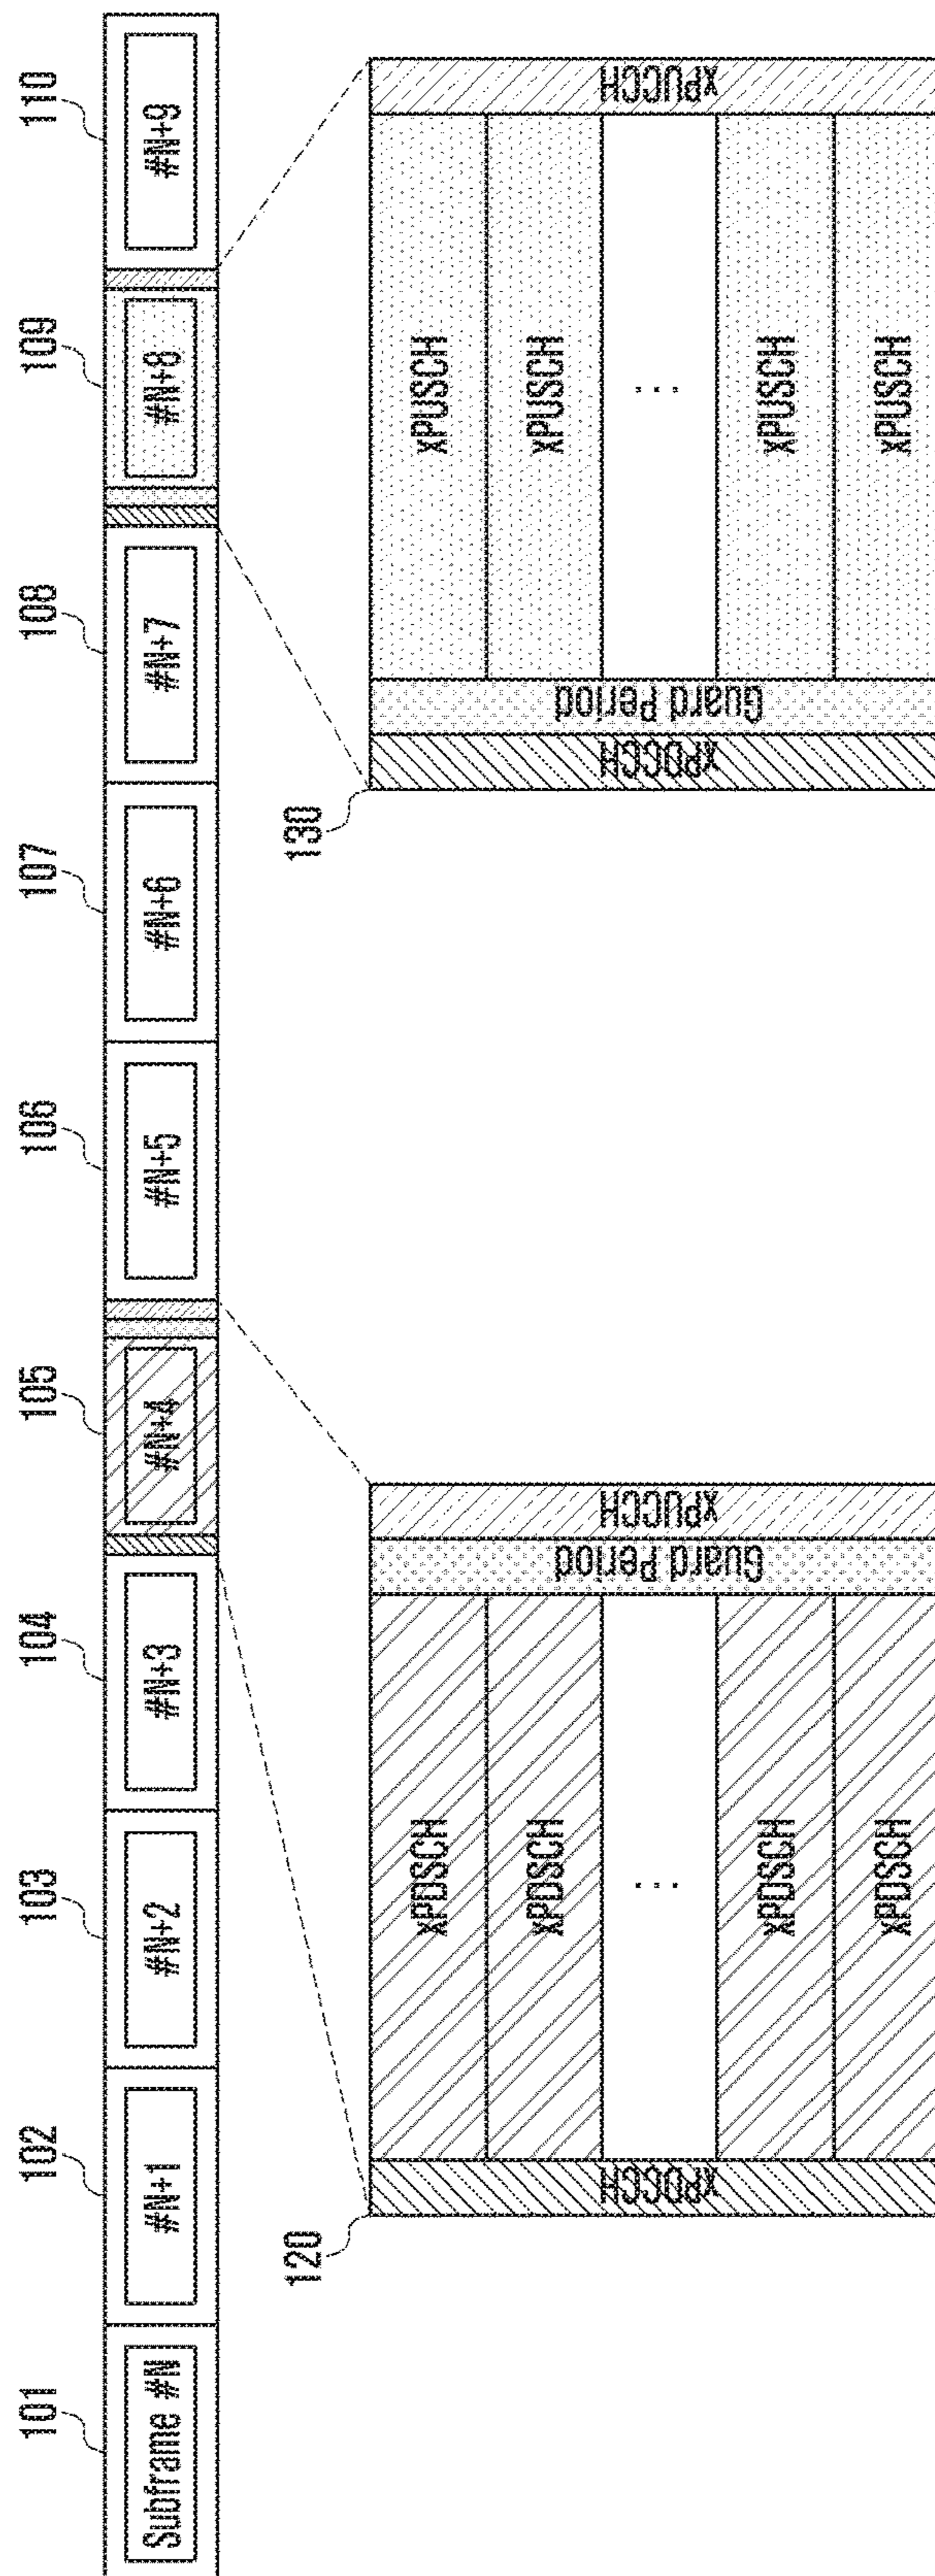 101 102 103 104 105 106 107 108 109 110
Subframe #N #N+1 #N+2 #N+3 #N+4 #N+5 #N+6 #N+7 #N+8 #N+9
120
xPDCCH
xPDSCH
xPDSCH
...
xPDSCH
xPDSCH
Guard Period
xPUCCH
130
xPDCCH
Guard Period
xPUSCH
xPUSCH
...
xPUSCH
xPUSCH
xPUCCH